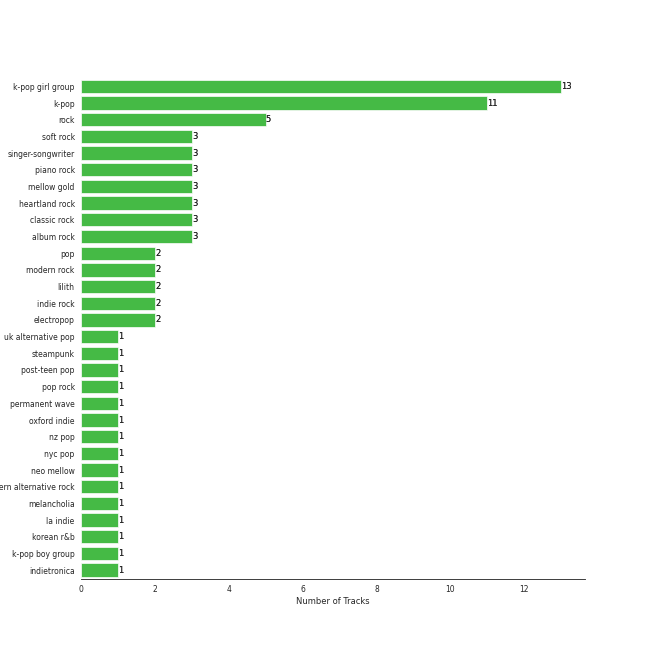 k-pop girl group 13
k-pop 11
rock 5
soft rock 3
singer-songwriter 3
piano rock 3
mellow gold 3
heartland rock 3
classic rock 3
album rock 3
pop 2
modern rock 2
lilith 2
indie rock 2
electropop 2
uk alternative pop 1
steampunk 1
post-teen pop 1
pop rock 1
permanent wave 1
oxford indie 1
nz pop 1
nyc pop 1
neo mellow 1
ern alternative rock 1
melancholia 1
la indie 1
korean r&b 1
k-pop boy group 1
indietronica 1
0 2 4 6 8 10 12
Number of Tracks